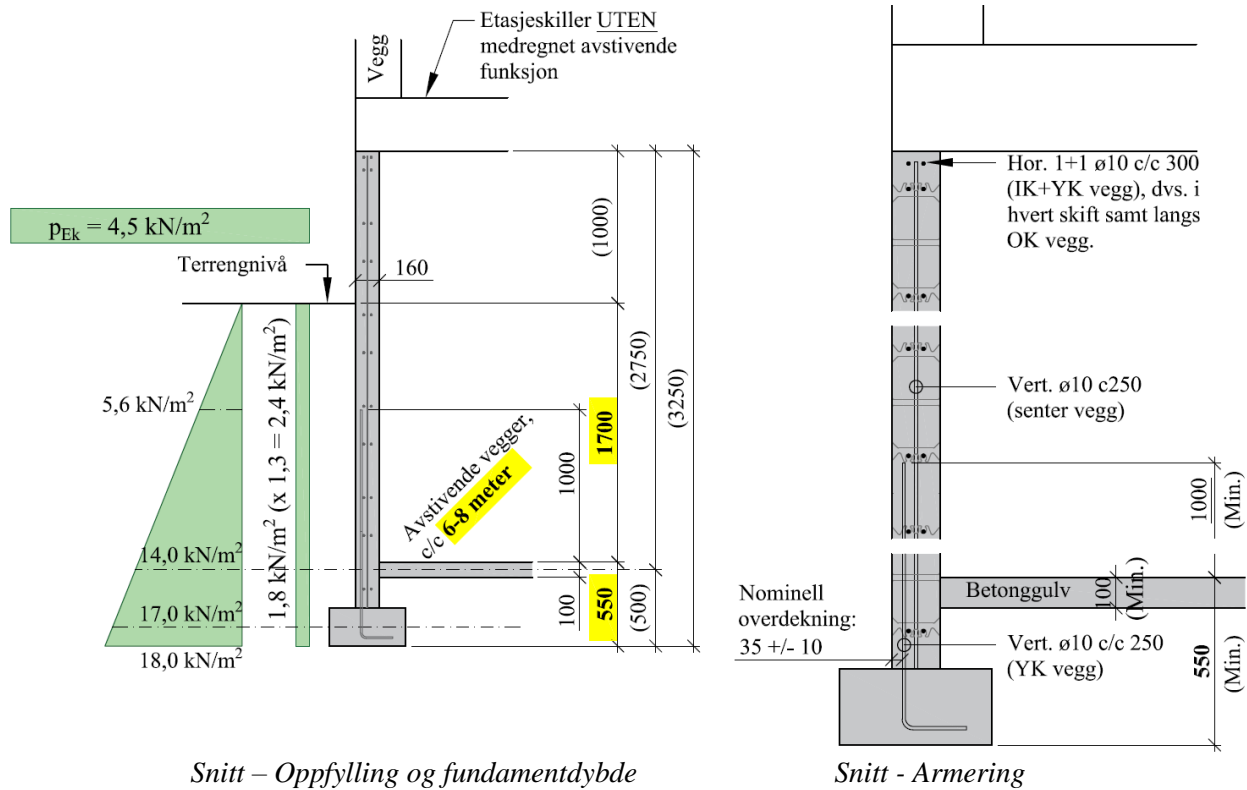 Etasjeskiller UTEN
medregnet avstivende
funksjon
Vegg
p_Ek = 4,5 kN/m²
Terrengnivå
160
(1000)
(2750)
(3250)
1700
1000
5,6 kN/m²
1,8 kN/m² (x 1,3 = 2,4 kN/m²)
Avstivende vegger,
c/c 6-8 meter
14,0 kN/m²
17,0 kN/m²
18,0 kN/m²
100
550
(500)
Snitt – Oppfylling og fundamentdybde
Hor. 1+1 ø10 c/c 300
(IK+YK vegg), dvs. i
hvert skift samt langs
OK vegg.
Vert. ø10 c250
(senter vegg)
1000
(Min.)
Betonggulv
100
(Min.)
Nominell
overdekning:
35 +/- 10
Vert. ø10 c/c 250
(YK vegg)
550
(Min.)
Snitt - Armering